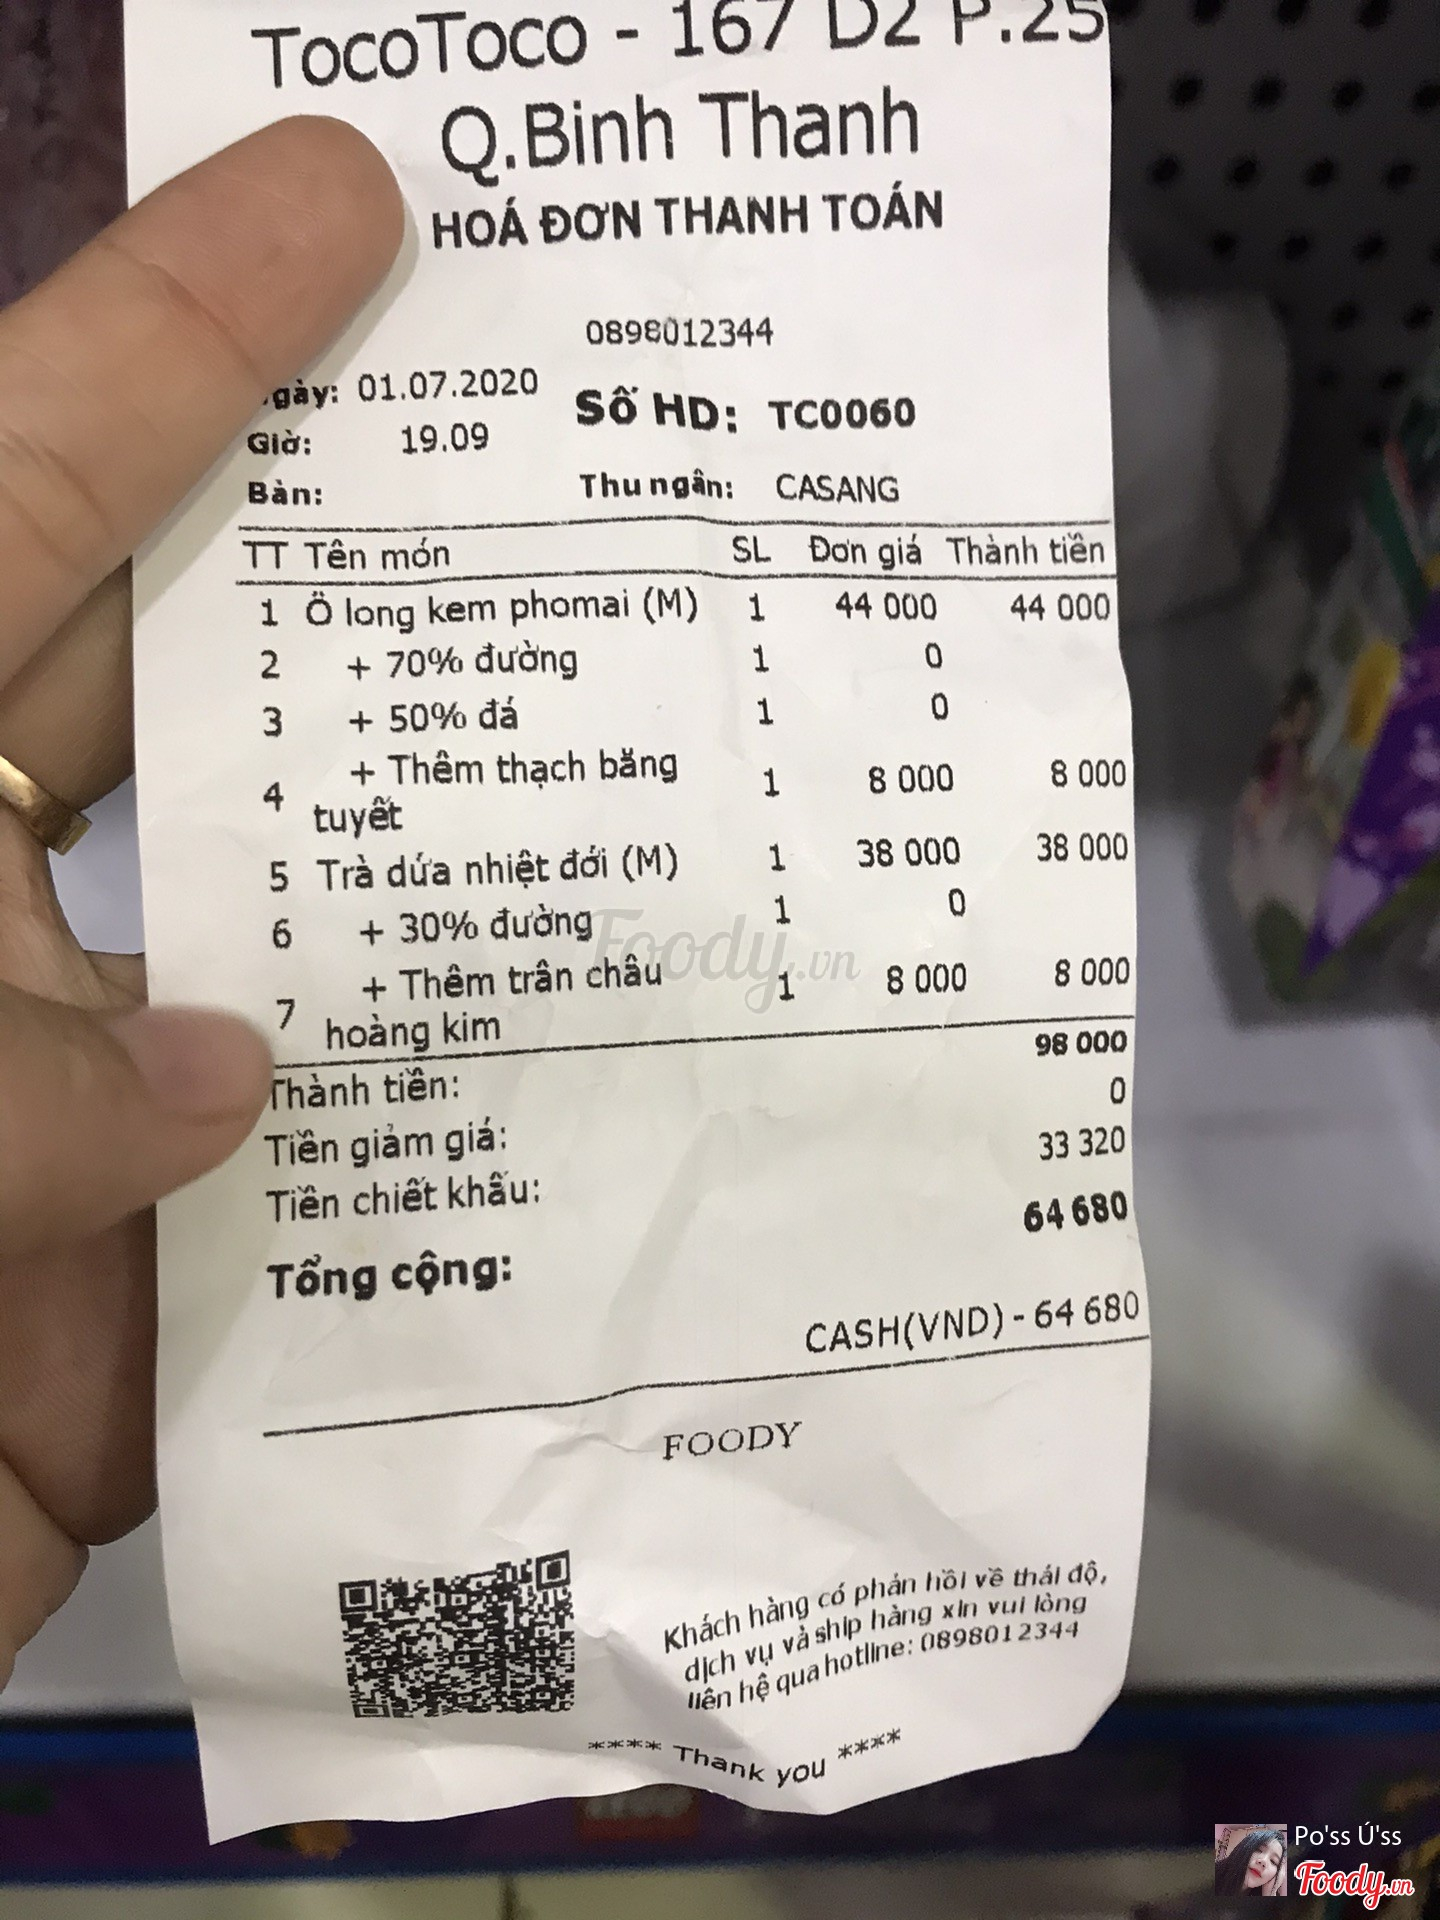 TocoToco - 167 D2 P.25
Q.Binh Thanh
HOÁ ĐƠN THANH TOÁN
0898012344
Ngày: 01.07.2020 Số HD: TC0060
Giờ: 19.09
Bàn: Thu ngân: CASANG
TT Tên món SL Đơn giá Thành tiền
1 Ô long kem phomai (M) 1 44 000 44 000
2 + 70% đường 1 0
3 + 50% đá 1 0
4 + Thêm thạch băng 1 8 000 8 000
tuyết
5 Trà dứa nhiệt đới (M) 1 38 000 38 000
6 + 30% đường 1 0
7 + Thêm trân châu 1 8 000 8 000
hoàng kim
Thành tiền: 98 000
Tiền giảm giá: 0
Tiền chiết khấu: 33 320
Tổng cộng: 64 680
CASH(VND) - 64 680
FOODY
Khách hàng có phản hồi về thái độ,
dịch vụ và ship hàng xin vui lòng
liên hệ qua hotline: 0898012344
**** Thank you ****
Foody.vn
Po'ss Ú'ss
Foody.vn